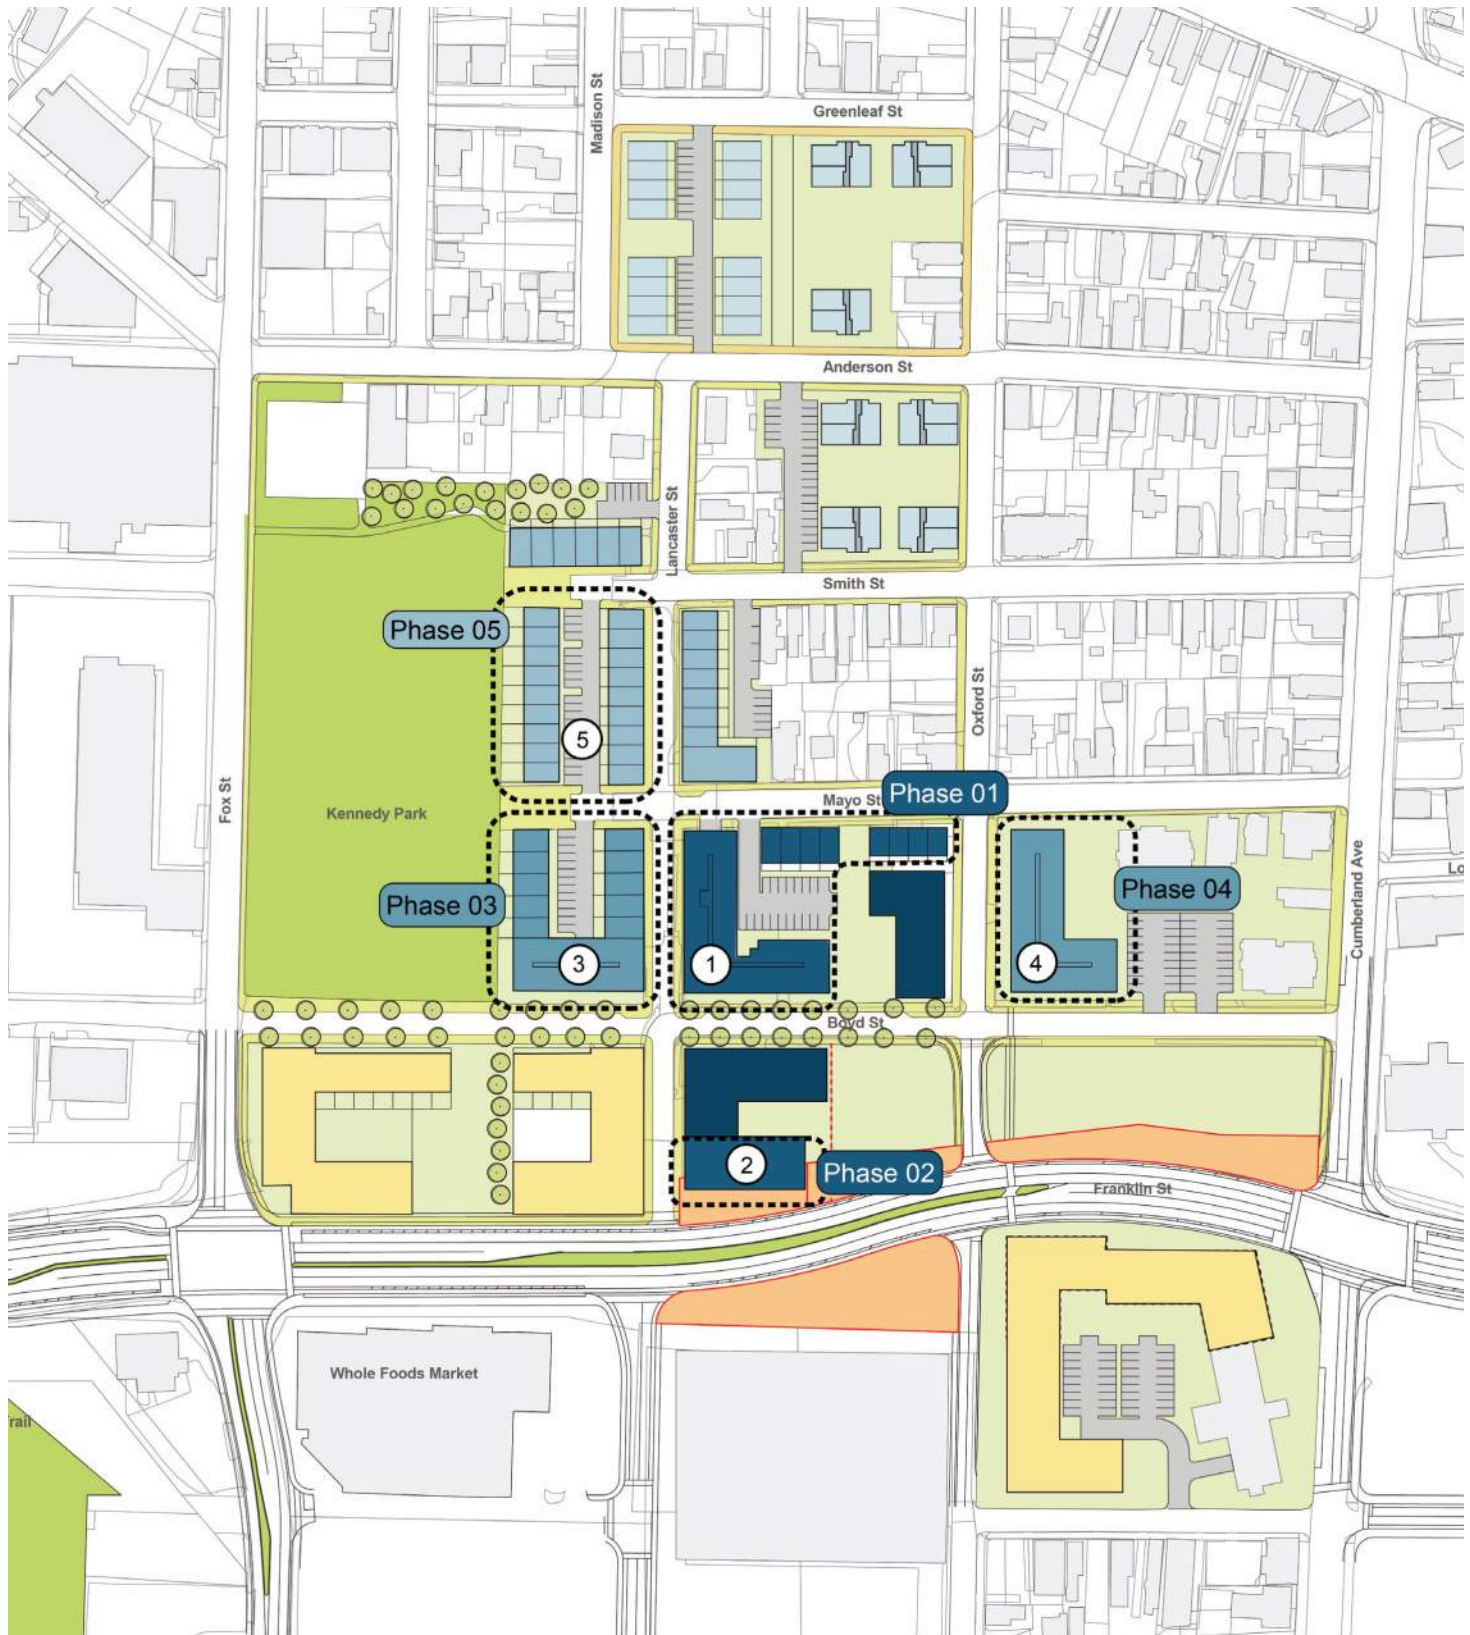 Greenleaf St
Madison St
Anderson St
Lancaster St
Smith St
Phase 05
5
Oxford St
Fox St
Kennedy Park
Mayo St
Phase 01
Phase 03
Phase 04
3
1
4
Cumberland Ave
Lo
Boyd St
2
Phase 02
Franklin St
Whole Foods Market
rail